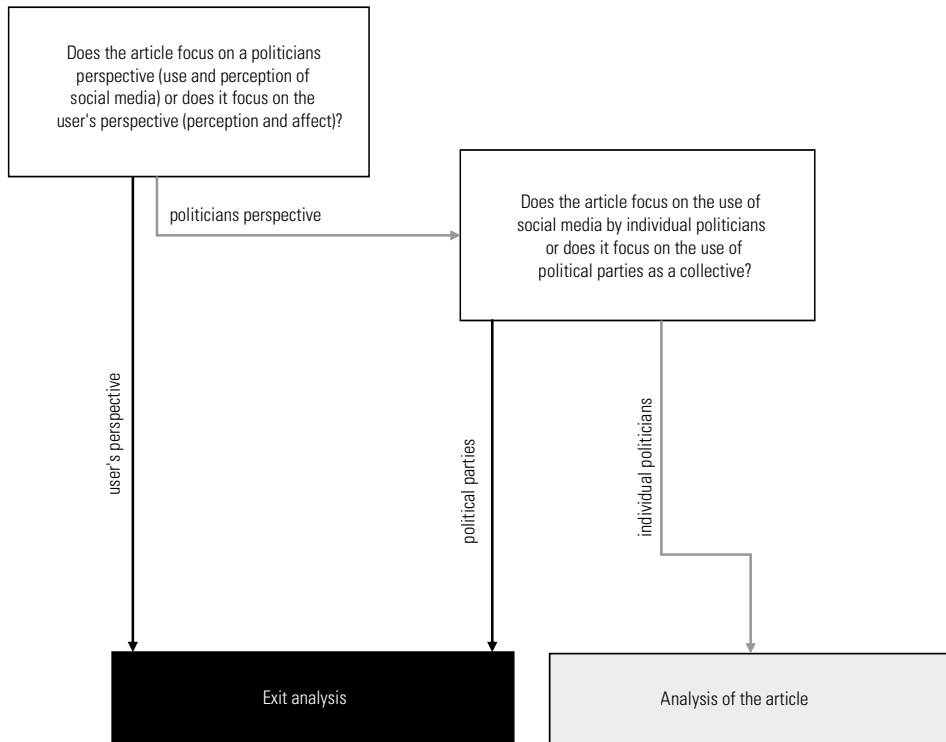 Does the article focus on a politicians
perspective (use and perception of
social media) or does it focus on the
user's perspective (perception and affect)?
politicians perspective
Does the article focus on the use of
social media by individual politicians
or does it focus on the use of
political parties as a collective?
user's perspective
political parties
individual politicians
Exit analysis
Analysis of the article